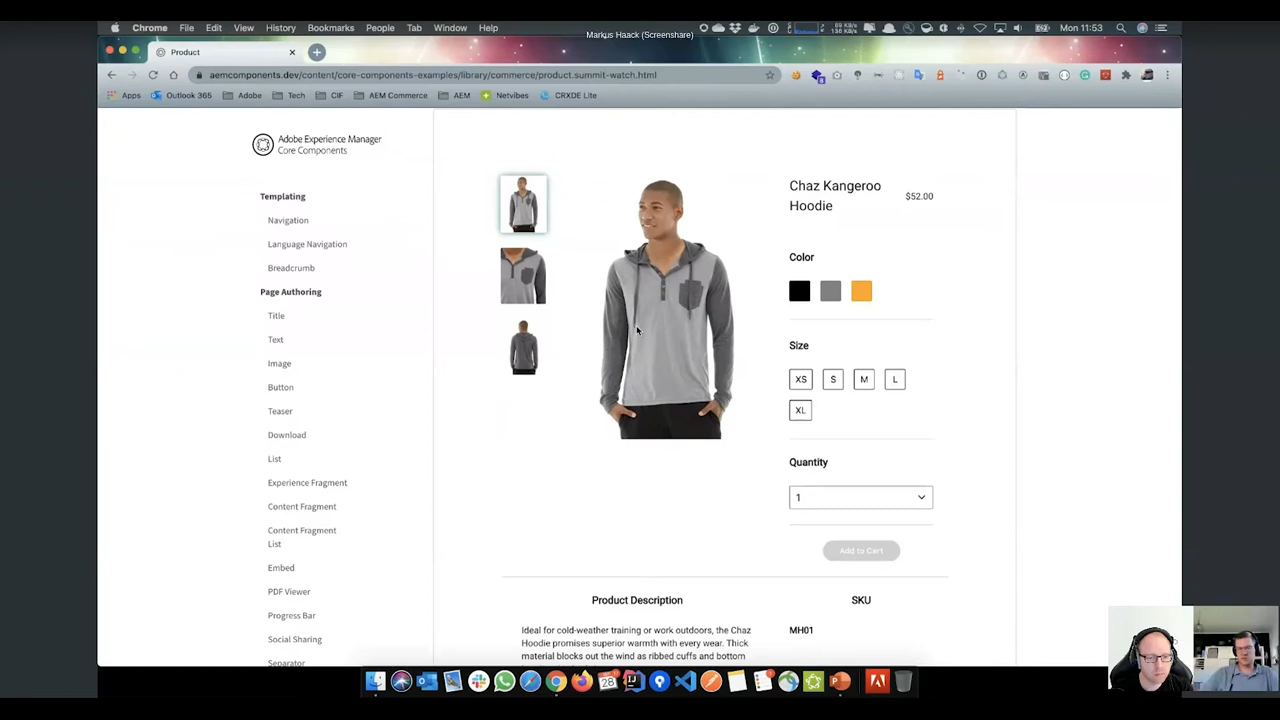 Chrome File Edit View History Bookmarks People Tab Window Help
Markus Haack (Screenshare)
89 KB/s
136 KB/s
Mon 11:53
Product
aemcomponents.dev/content/core-components-examples/library/commerce/product.summit-watch.html
Apps Outlook 365 Adobe Tech CIF AEM Commerce AEM Netvibes CRXDE Lite
Adobe Experience Manager
Core Components
Templating
Navigation
Language Navigation
Breadcrumb
Page Authoring
Title
Text
Image
Button
Teaser
Download
List
Experience Fragment
Content Fragment
Content Fragment
List
Embed
PDF Viewer
Progress Bar
Social Sharing
Separator
Chaz Kangeroo
Hoodie
$52.00
Color
Size
XS S M L
XL
Quantity
1
Add to Cart
Product Description
SKU
Ideal for cold-weather training or work outdoors, the Chaz
Hoodie promises superior warmth with every wear. Thick
material blocks out the wind as ribbed cuffs and bottom
MH01
28